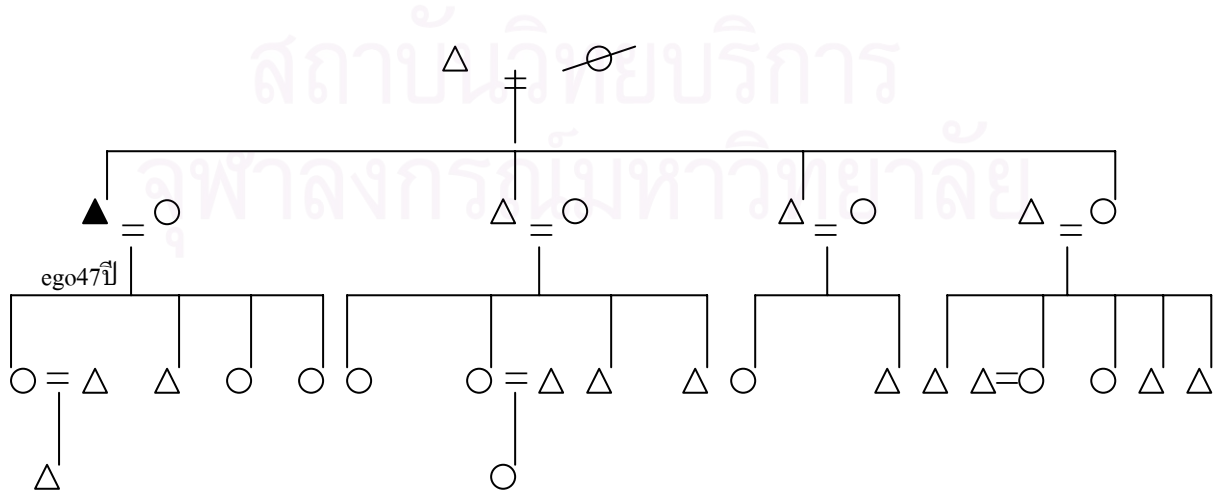 สถาบันวิทยบริการ
จุฬาลงกรณ์มหาวิทยาลัย
ego47ปี